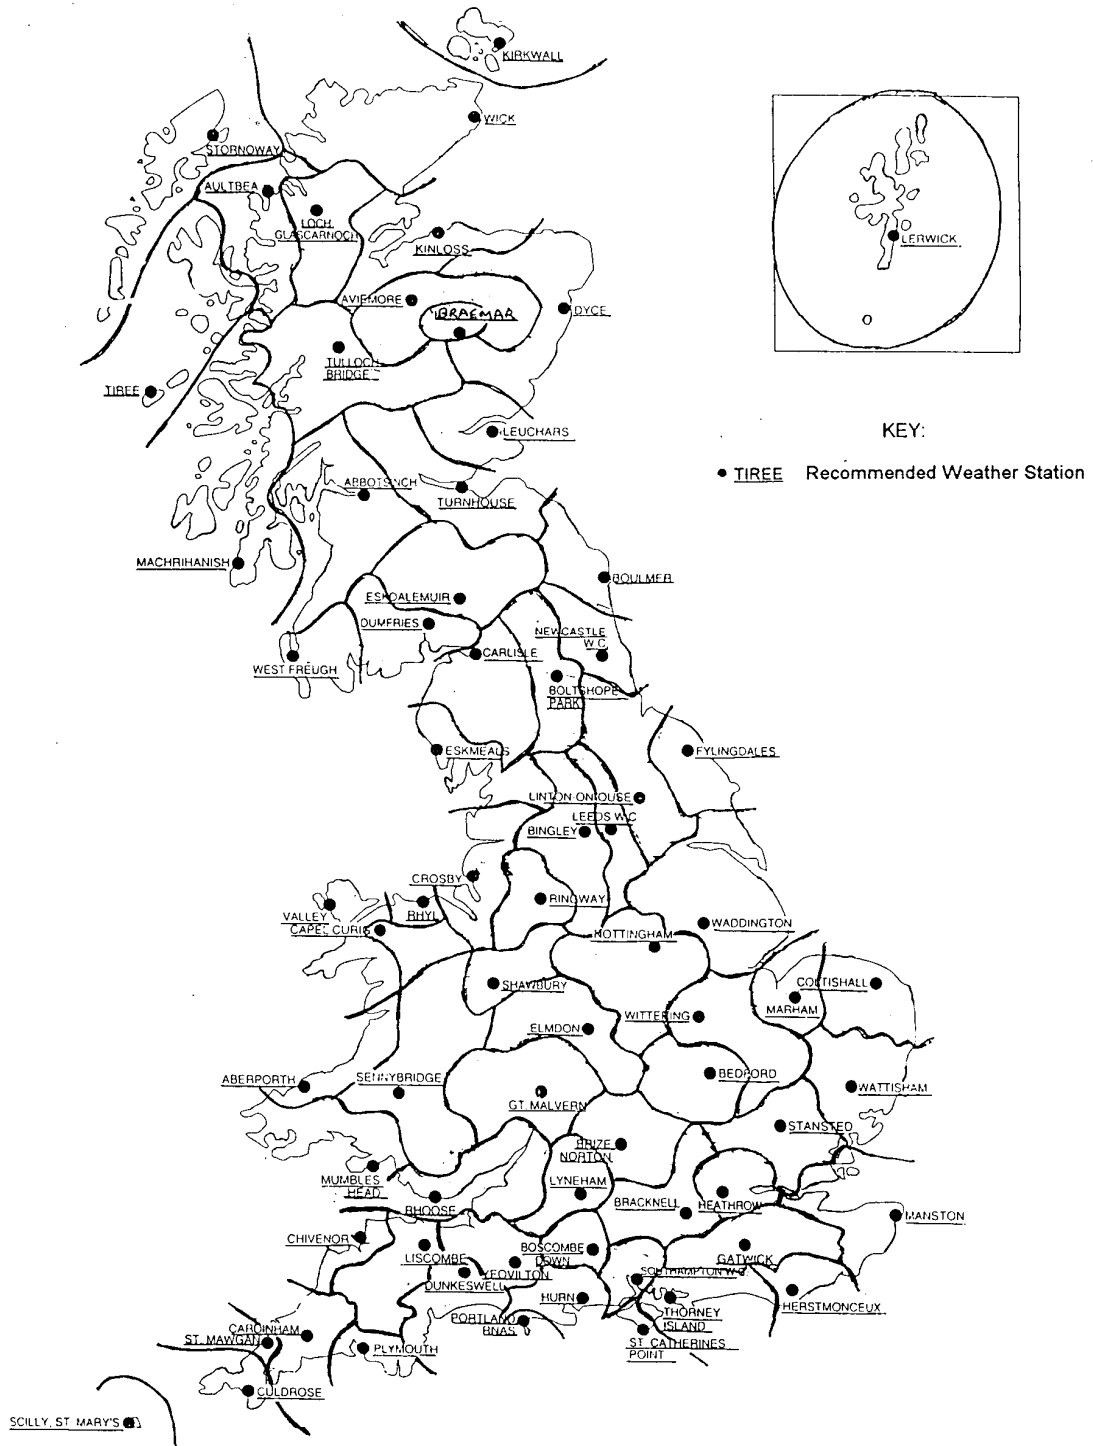 KIRKWALL
WICK
STORNOWAY
AULTBEA
LOCH
GLASCARNOCH
KINLOSS
LERWICK
AVIEMORE
BRAEMAR
DYCE
TULLOCH
BRIDGE
TIREE
LEUCHARS
KEY:
TIREE Recommended Weather Station
ABBOTSINCH
TURNHOUSE
MACHRIHANISH
BOULMER
ESKDALEMUIR
DUMFRIES
NEWCASTLE
W.C
CARLISLE
WEST FREUGH
BOLTSHOPE
PARK
ESKMEALS
FYLINGDALES
LINTON-ON-OUSE
LEEDS W.C
BINGLEY
CROSBY
RINGWAY
RHYL
VALLEY
CAPEL CURIG
WADDINGTON
NOTTINGHAM
SHAWBURY
COLTISHALL
MARHAM
WITTERING
ELMDON
ABERPORTH
SENNYBRIDGE
BEDFORD
WATTISHAM
GT. MALVERN
STANSTED
BRIZE
NORTON
MUMBLES
HEAD
LYNEHAM
BRACKNELL
HEATHROW
RHOOSE
MANSTON
CHIVENOR
LISCOMBE
BOSCOMBE
DOWN
GATWICK
YEOVILTON
DUNKESWELL
SOUTHAMPTON W.C.
HURN
HERSTMONCEUX
PORTLAND
RNAS
THORNEY
ISLAND
CARDINHAM
ST. MAWGAN
PLYMOUTH
ST CATHERINES
POINT
CULDROSE
SCILLY, ST MARY'S